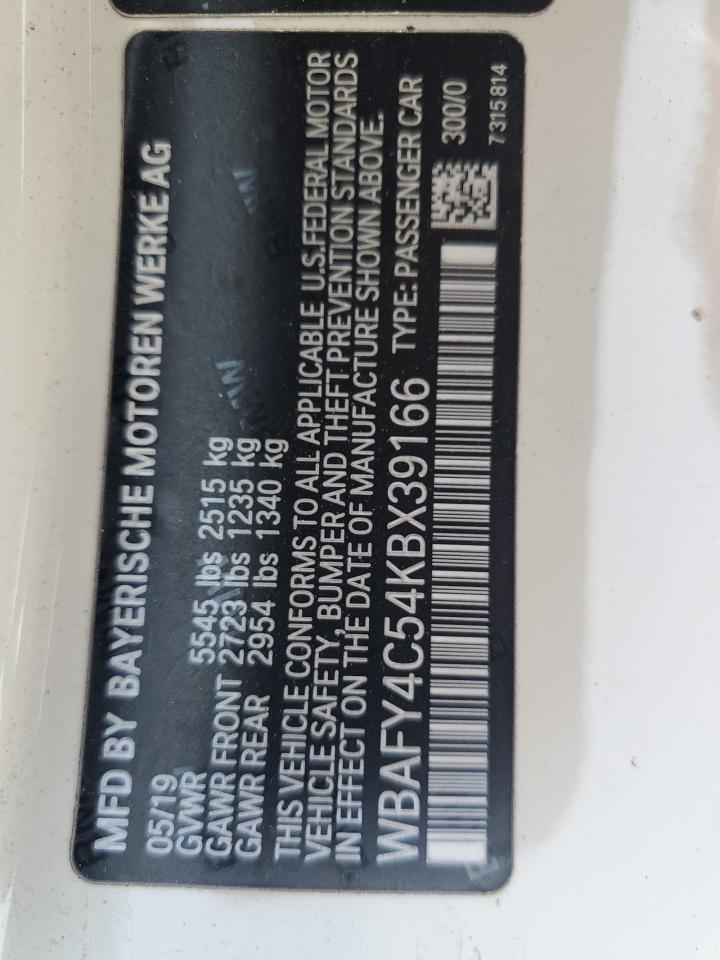 MFD BY BAYERISCHE MOTOREN WERKE AG
05/19
GVWR 5545 lbs 2515 kg
GAWR FRONT 2723 lbs 1235 kg
GAWR REAR 2954 lbs 1340 kg
THIS VEHICLE CONFORMS TO ALL APPLICABLE U.S.FEDERAL MOTOR
VEHICLE SAFETY, BUMPER AND THEFT PREVENTION STANDARDS
IN EFFECT ON THE DATE OF MANUFACTURE SHOWN ABOVE.
WBAFY4C54KBX39166 TYPE: PASSENGER CAR
300/0
7 315 814